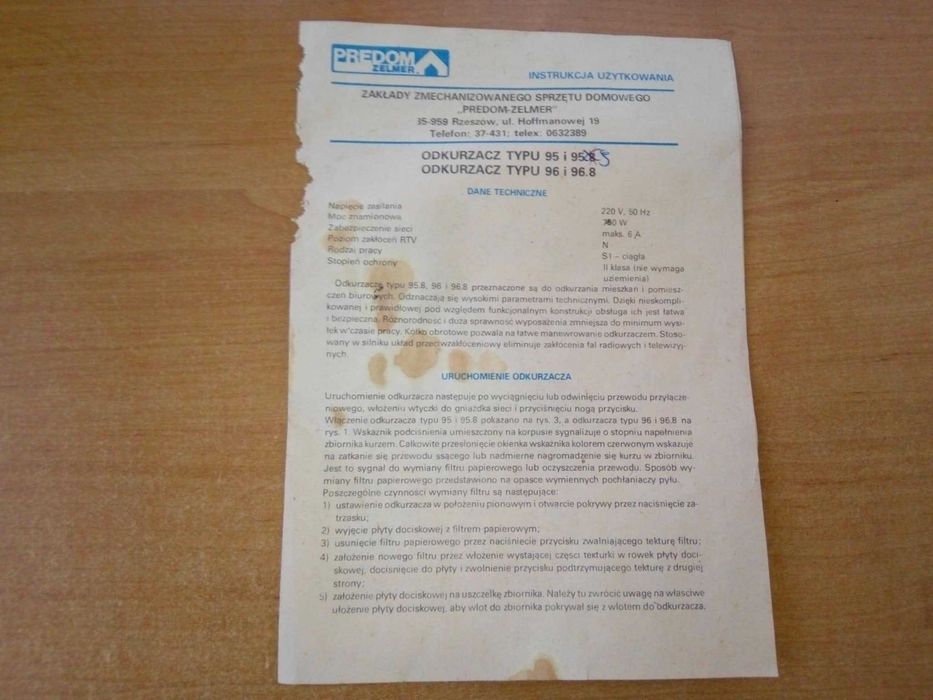 PREDOM
ZELMER
INSTRUKCJA UŻYTKOWANIA
ZAKŁADY ZMECHANIZOWANEGO SPRZĘTU DOMOWEGO
„PREDOM-ZELMER”
35-959 Rzeszów, ul. Hoffmanowej 19
Telefon: 37-431; telex: 0632389
ODKURZACZ TYPU 95 i 95.8 5
ODKURZACZ TYPU 96 i 96.8
DANE TECHNICZNE
Napięcie zasilania 220 V, 50 Hz
Moc znamionowa 750 W
Zabezpieczenie sieci maks. 6 A
Poziom zakłóceń RTV N
Rodzaj pracy S1 – ciągła
Stopień ochrony II klasa (nie wymaga
uziemienia)
Odkurzacze typu 95.8, 96 i 96.8 przeznaczone są do odkurzania mieszkań i pomiesz-
czeń biurowych. Odznaczają się wysokimi parametrami technicznymi. Dzięki nieskompli-
kowanej i prawidłowej pod względem funkcjonalnym konstrukcji obsługa ich jest łatwa
i bezpieczna. Różnorodność i duża sprawność wyposażenia zmniejsza do minimum wysi-
łek w czasie pracy. Kółko obrotowe pozwala na łatwe manewrowanie odkurzaczem. Stoso-
wany w silniku układ przeciwzakłóceniowy eliminuje zakłócenia fal radiowych i telewizyj-
nych.
URUCHOMIENIE ODKURZACZA
Uruchomienie odkurzacza następuje po wyciągnięciu lub odwinięciu przewodu przyłącze-
niowego, włożeniu wtyczki do gniazdka sieci i przyciśnięciu nogą przycisku.
Włączenie odkurzacza typu 95 i 95.8 pokazano na rys. 3, a odkurzacza typu 96 i 96.8 na
rys. 1. Wskaźnik podciśnienia umieszczony na korpusie sygnalizuje o stopniu napełnienia
zbiornika kurzem. Całkowite przesłonięcie okienka wskaźnika kolorem czerwonym wskazuje
na zatkanie się przewodu ssącego lub nadmierne nagromadzenie się kurzu w zbiorniku.
Jest to sygnał do wymiany filtru papierowego lub oczyszczenia przewodu. Sposób wy-
miany filtru papierowego przedstawiono na opasce wymiennych pochłaniaczy pyłu.
Poszczególne czynności wymiany filtru są następujące:
1) ustawienie odkurzacza w położeniu pionowym i otwarcie pokrywy przez naciśnięcie za-
trzasku;
2) wyjęcie płyty dociskowej z filtrem papierowym;
3) usunięcie filtru papierowego przez naciśniecie przycisku zwalniającego tekturę filtru;
4) założenie nowego filtru przez włożenie wystającej części tekturki w rowek płyty doci-
skowej, dociśnięcie do płyty i zwolnienie przycisku podtrzymującego tekturę z drugiej
strony;
5) założenie płyty dociskowej na uszczelkę zbiornika. Należy tu zwrócić uwagę na właściwe
ułożenie płyty dociskowej, aby wlot do zbiornika pokrywał się z wlotem do odkurzacza.